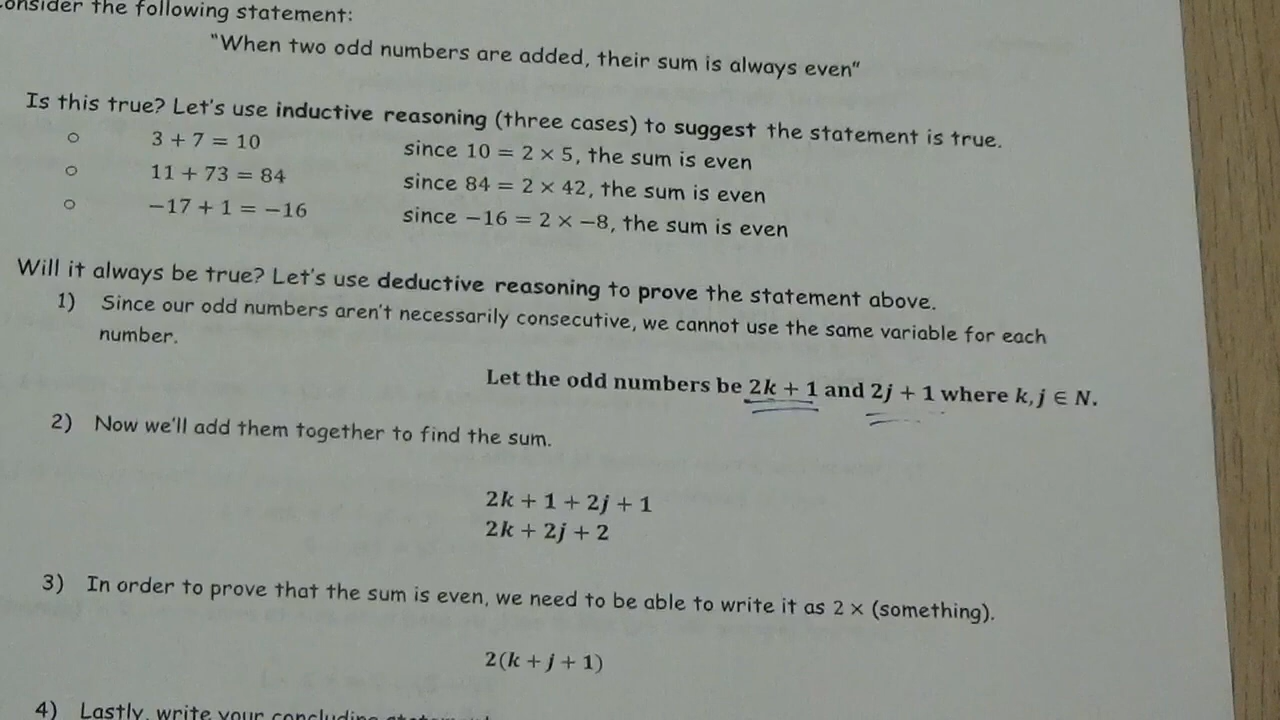 the following statement:
"When two odd numbers are added, their sum is always even"
Is this true? Let's use inductive reasoning (three cases) to suggest the statement is true.
○ 3 + 7 = 10 since 10 = 2 × 5, the sum is even
○ 11 + 73 = 84 since 84 = 2 × 42, the sum is even
○ −17 + 1 = −16 since −16 = 2 × −8, the sum is even
Will it always be true? Let's use deductive reasoning to prove the statement above.
1) Since our odd numbers aren't necessarily consecutive, we cannot use the same variable for each
number.
Let the odd numbers be 2k + 1 and 2j + 1 where k, j ∈ N.
2) Now we'll add them together to find the sum.
2k + 1 + 2j + 1
2k + 2j + 2
3) In order to prove that the sum is even, we need to be able to write it as 2 × (something).
2(k + j + 1)
4) Lastly, write your concluding